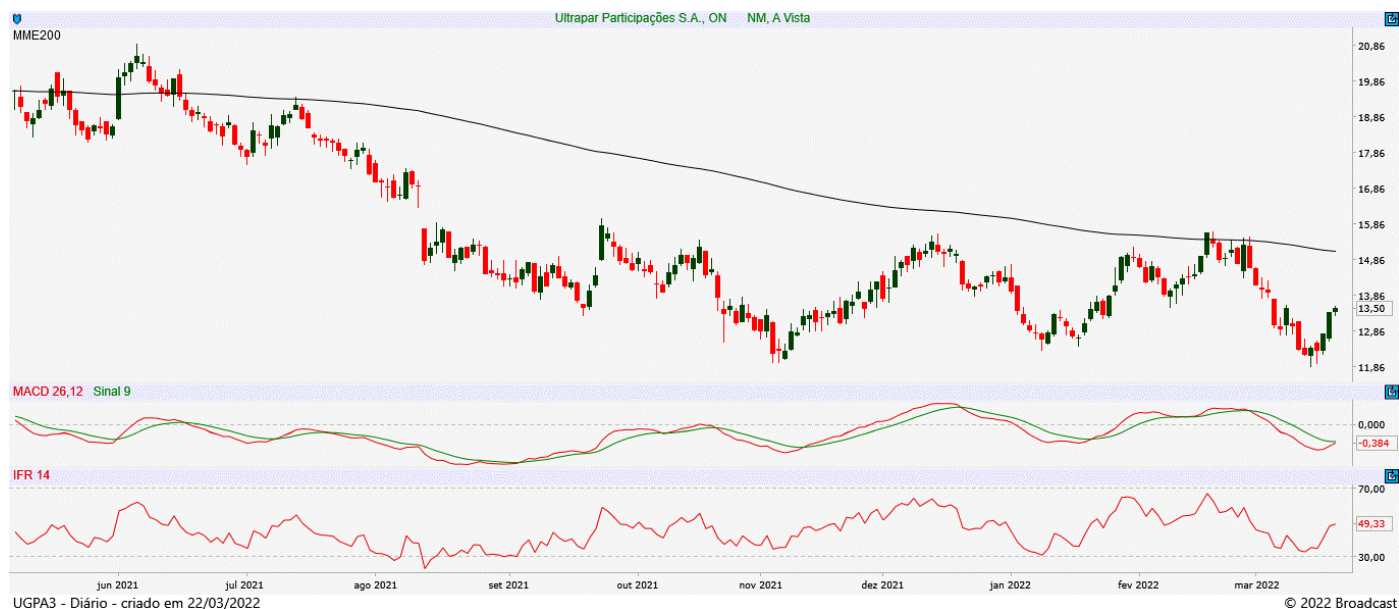 Ultrapar Participações S.A., ON NM, A Vista
MME200
20,86
19,86
18,86
17,86
16,86
15,86
14,86
13,86
13,50
12,86
11,86
MACD 26,12 Sinal 9
0,000
-0,384
IFR 14
70,00
49,33
30,00
jun 2021 jul 2021 ago 2021 set 2021 out 2021 nov 2021 dez 2021 jan 2022 fev 2022 mar 2022
UGPA3 - Diário - criado em 22/03/2022 © 2022 Broadcast